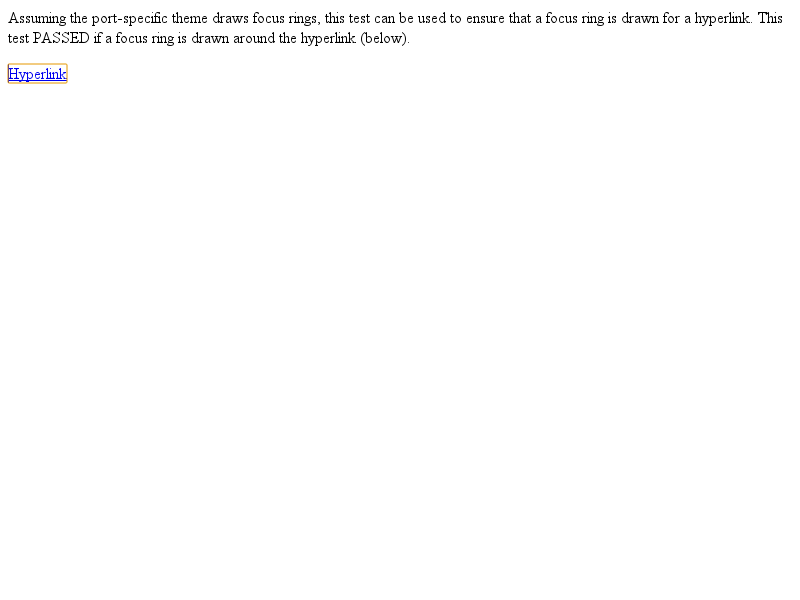 Assuming the port-specific theme draws focus rings, this test can be used to ensure that a focus ring is drawn for a hyperlink. This
test PASSED if a focus ring is drawn around the hyperlink (below).
Hyperlink